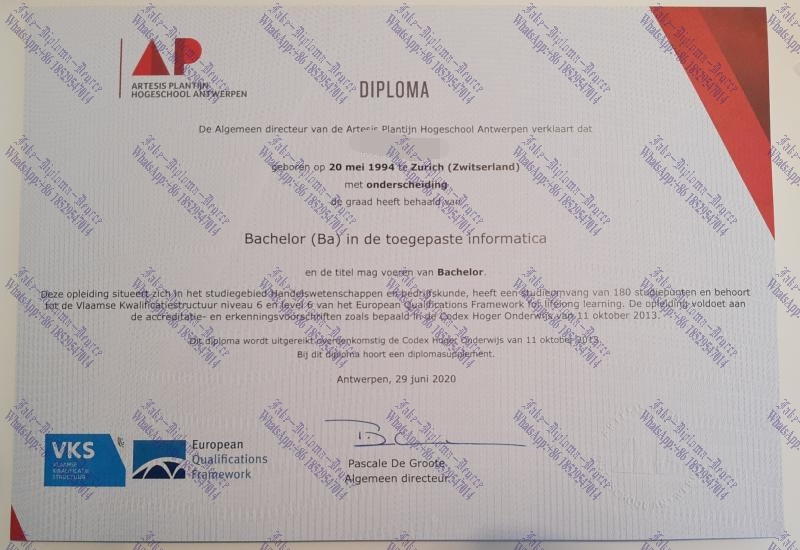 AP
ARTESIS PLANTIJN
HOGESCHOOL ANTWERPEN
DIPLOMA
De Algemeen directeur van de Artesis Plantijn Hogeschool Antwerpen verklaart dat
geboren op 20 mei 1994 te Zurich (Zwitserland)
met onderscheiding
de graad heeft behaald van
Bachelor (Ba) in de toegepaste informatica
en de titel mag voeren van Bachelor.
Deze opleiding situeert zich in het studiegebied Handelswetenschappen en bedrijfskunde, heeft een studieomvang van 180 studiepunten en behoort
tot de Vlaamse Kwalificatiestructuur niveau 6 en level 6 van het European Qualifications Framework for lifelong learning. De opleiding voldoet aan
de accreditatie- en erkenningsvoorschriften zoals bepaald in de Codex Hoger Onderwijs van 11 oktober 2013.
Dit diploma wordt uitgereikt overeenkomstig de Codex Hoger Onderwijs van 11 oktober 2013.
Bij dit diploma hoort een diplomasupplement.
Antwerpen, 29 juni 2020
VKS
VLAAMSE
KWALIFICATIE
STRUCTUUR
European
Qualifications
Framework
Pascale De Groote
Algemeen directeur
Fake-Diploma-Degree
WhatsApp:+86 18529547014